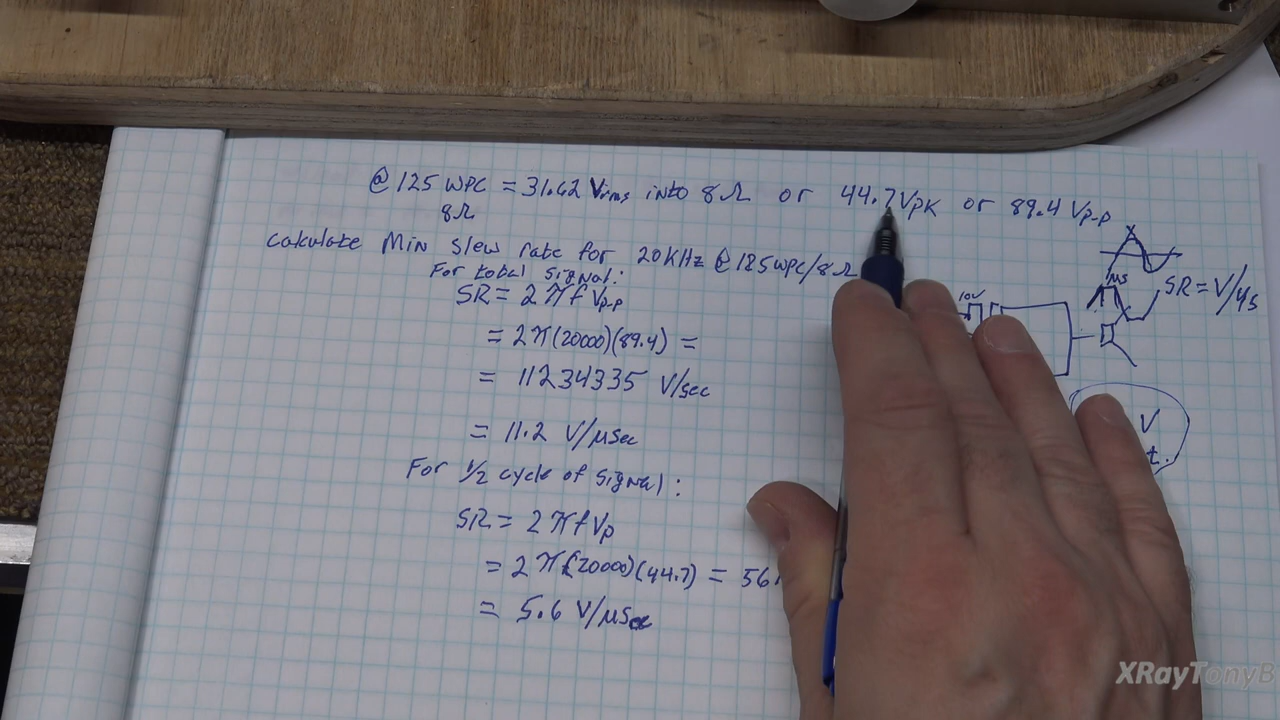 @ 125 WPC = 31.62 Vrms into 8Ω or 44.7 Vpk or 89.4 Vp-p
8Ω
Calculate Min slew rate for 20KHz @ 125WPC/8Ω
For total signal:
SR = 2πf Vp-p
= 2π(20000)(89.4) =
= 11234335 V/sec
= 11.2 V/μSec
For 1/2 cycle of signal:
SR = 2πf Vp
= 2π(20000)(44.7) = 56
= 5.6 V/μSec
μs
SR = V/μs
10V
V
t.
XRayTonyB